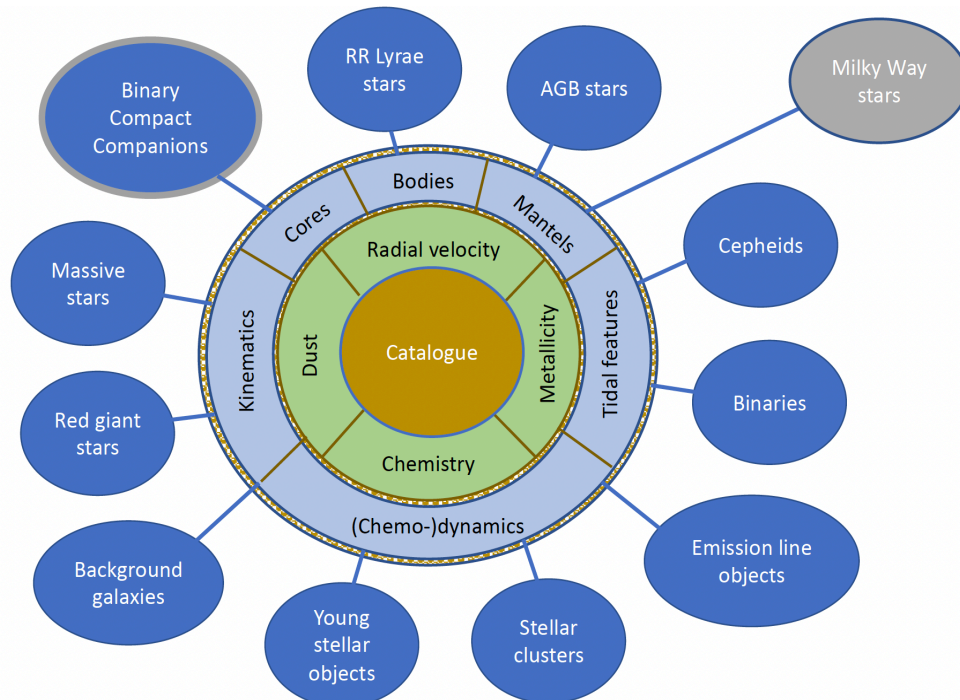 RR Lyrae
stars
AGB stars
Milky Way
stars
Binary
Compact
Companions
Bodies
Cores
Mantels
Radial velocity
Cepheids
Massive
stars
Kinematics
Dust
Catalogue
Metallicity
Tidal features
Binaries
Red giant
stars
Chemistry
(Chemo-)dynamics
Background
galaxies
Emission line
objects
Young
stellar
objects
Stellar
clusters